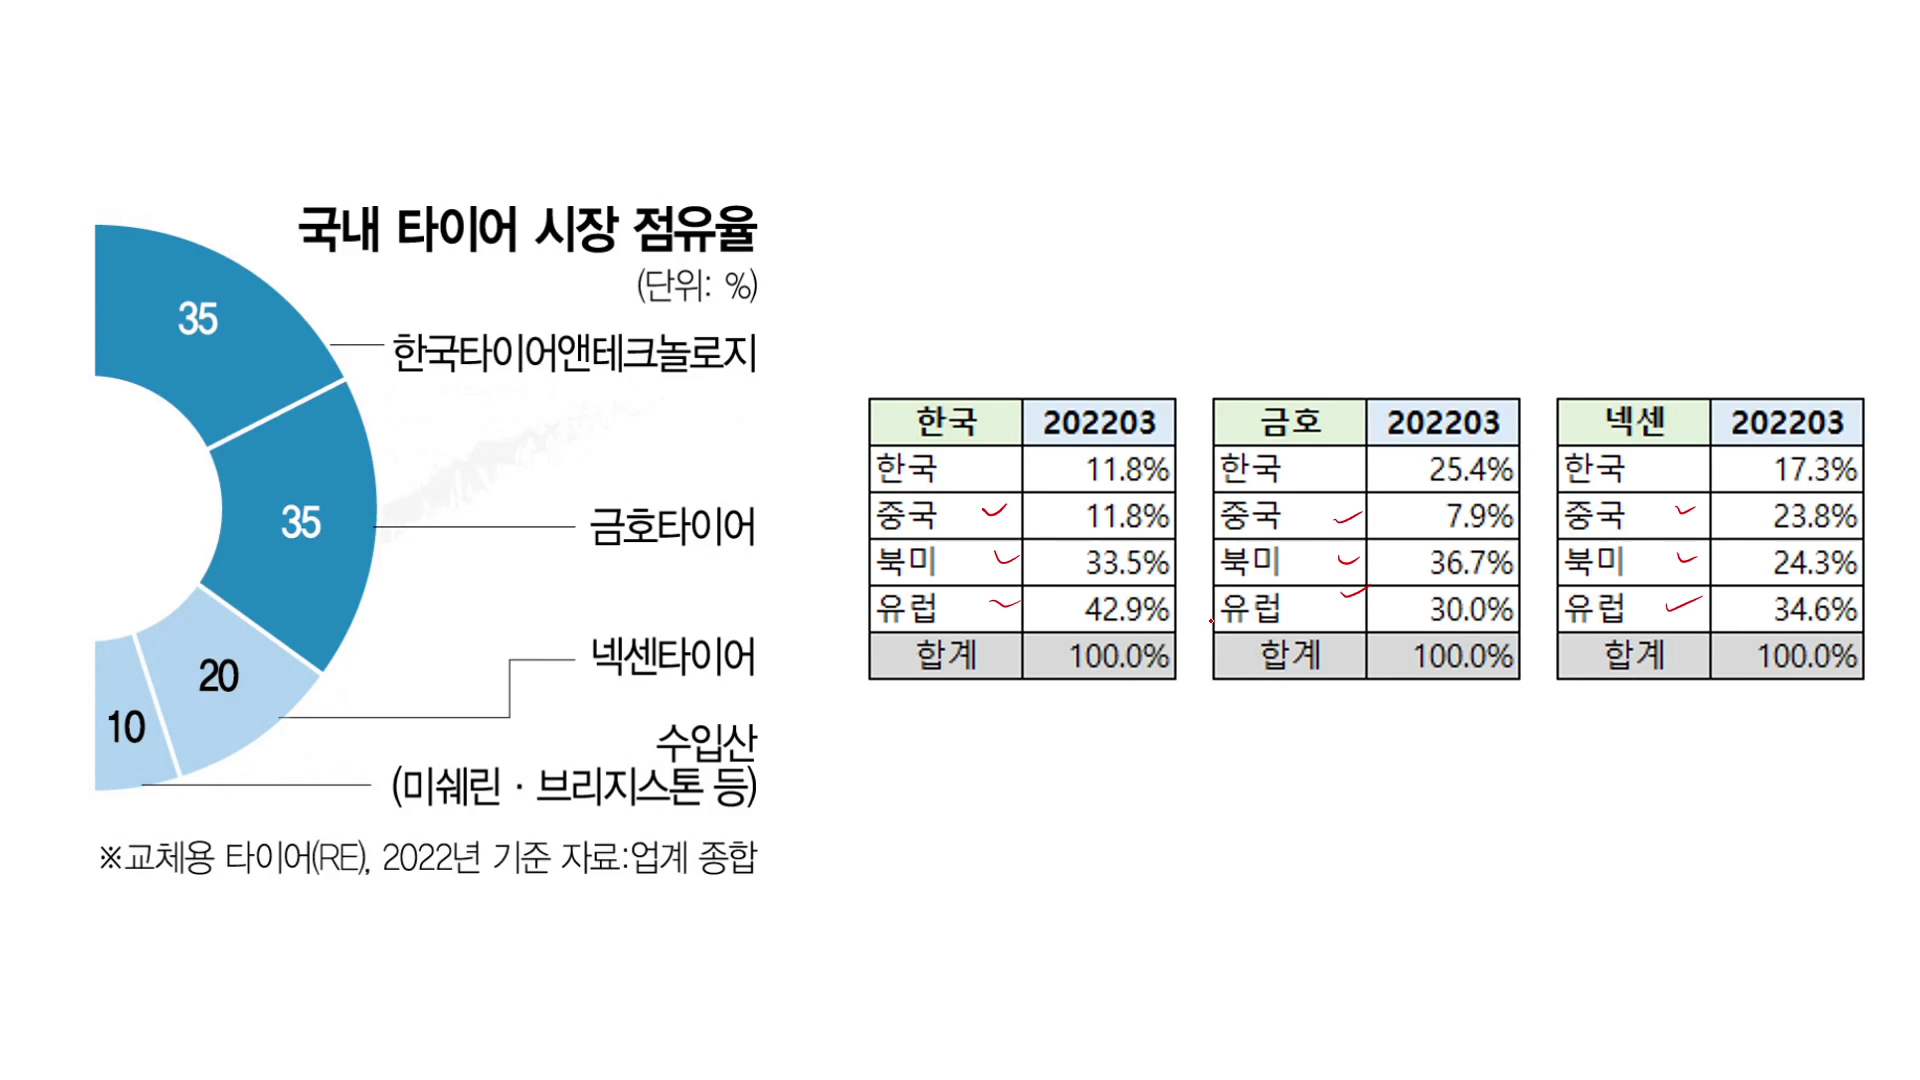 국내 타이어 시장 점유율
(단위: %)
35
한국타이어앤테크놀로지
35
금호타이어
20
넥센타이어
10
수입산
(미쉐린 · 브리지스톤 등)
※교체용 타이어(RE), 2022년 기준 자료:업계 종합
한국 202203
한국 11.8%
중국 11.8%
북미 33.5%
유럽 42.9%
합계 100.0%
금호 202203
한국 25.4%
중국 7.9%
북미 36.7%
유럽 30.0%
합계 100.0%
넥센 202203
한국 17.3%
중국 23.8%
북미 24.3%
유럽 34.6%
합계 100.0%